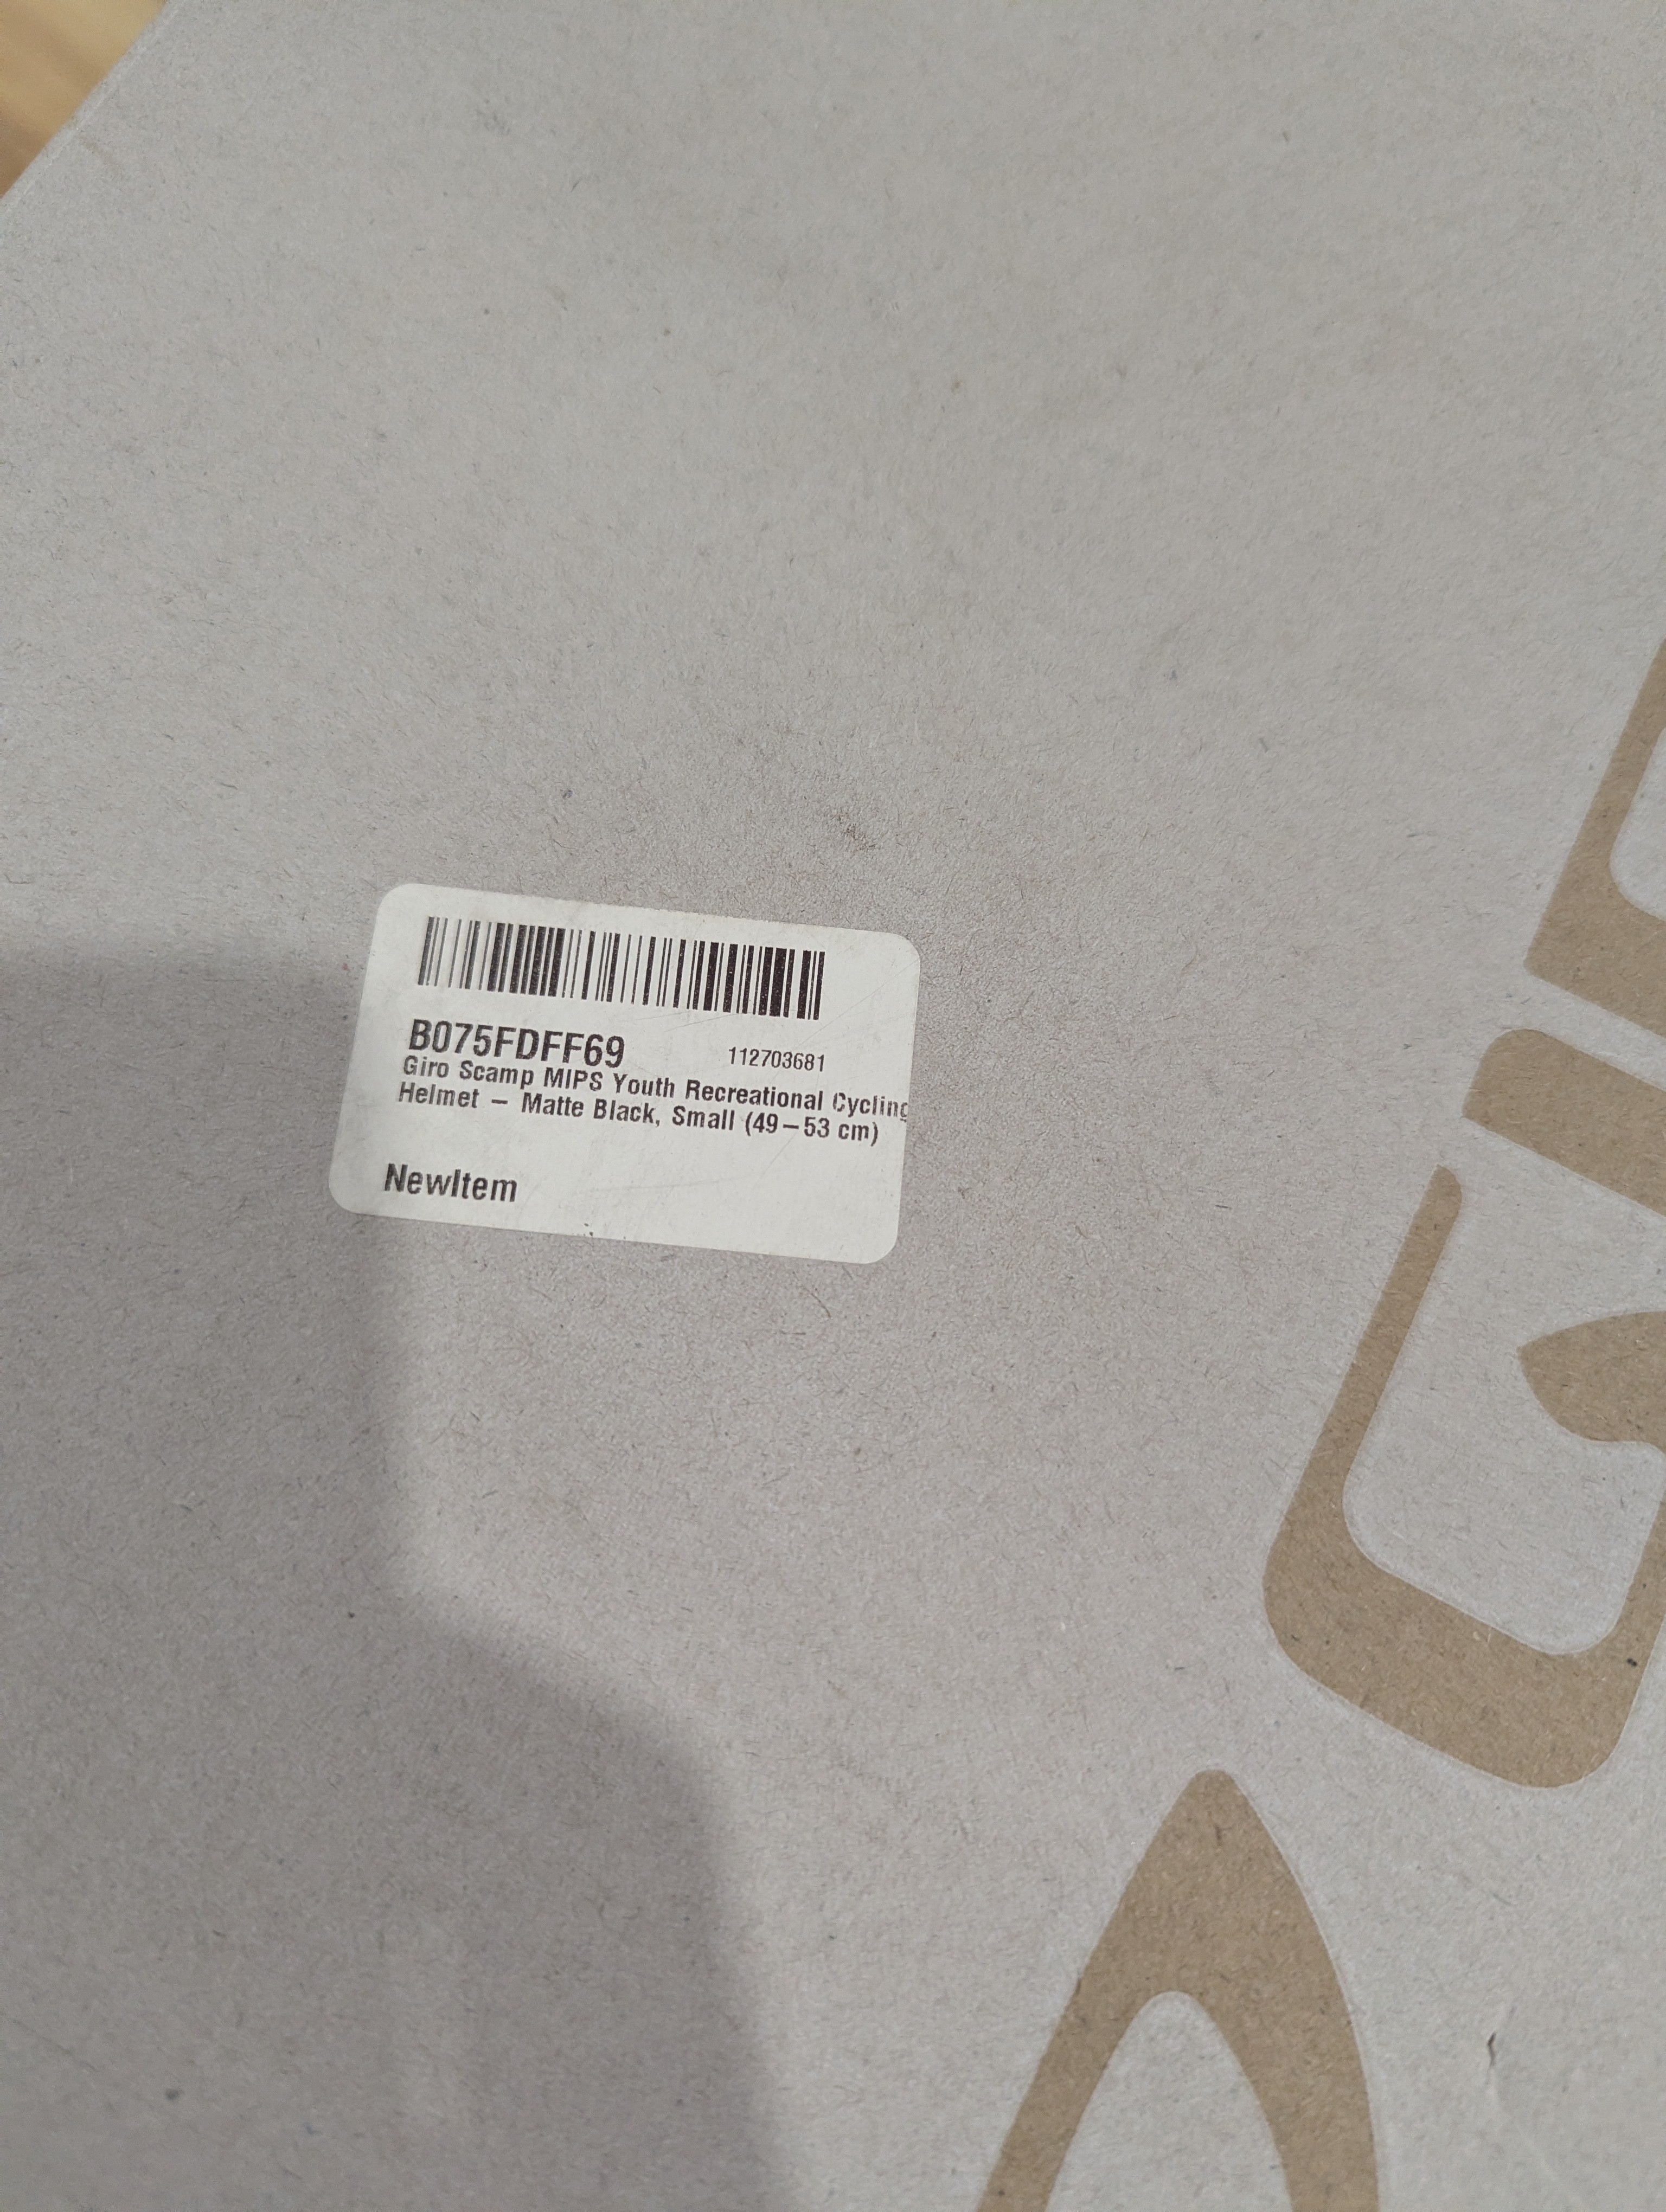 B075FDFF69
112703681
Giro Scamp MIPS Youth Recreational Cycling
Helmet – Matte Black, Small (49–53 cm)
NewItem